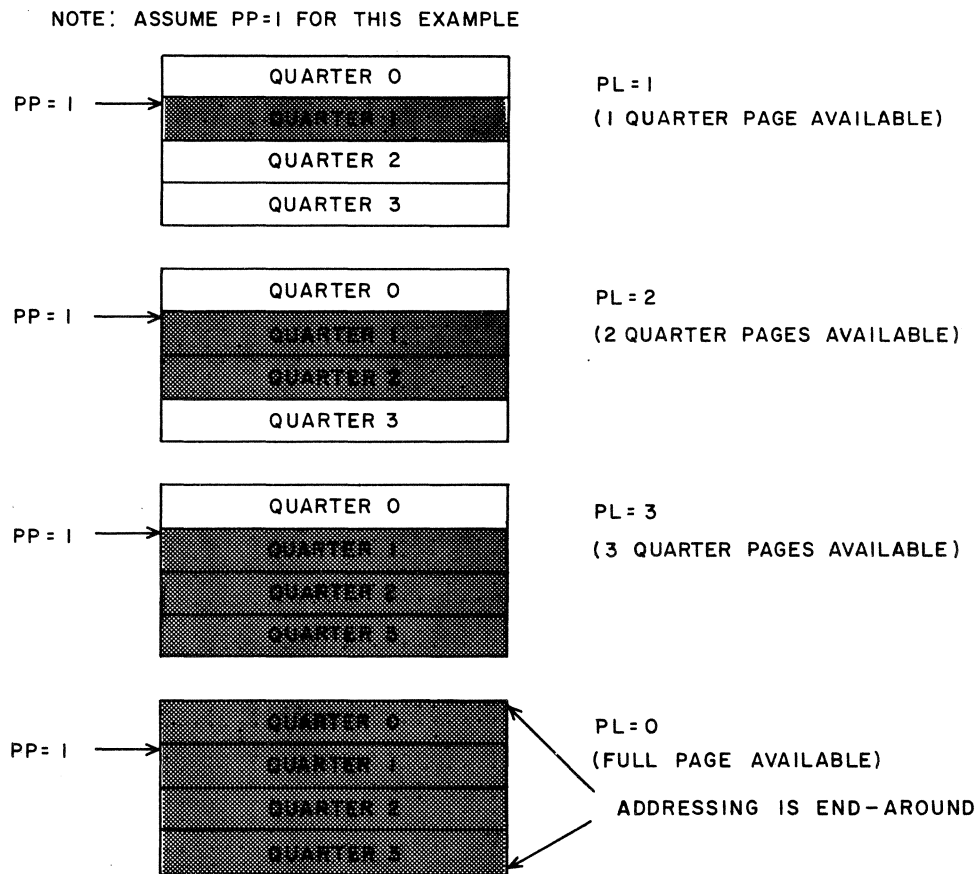 NOTE: ASSUME PP=1 FOR THIS EXAMPLE
QUARTER 0
PP=1
QUARTER 1
QUARTER 2
QUARTER 3
PL=1
(1 QUARTER PAGE AVAILABLE)
QUARTER 0
PP=1
QUARTER 1
QUARTER 2
QUARTER 3
PL=2
(2 QUARTER PAGES AVAILABLE)
QUARTER 0
PP=1
QUARTER 1
QUARTER 2
QUARTER 3
PL=3
(3 QUARTER PAGES AVAILABLE)
QUARTER 0
PP=1
QUARTER 1
QUARTER 2
QUARTER 3
PL=0
(FULL PAGE AVAILABLE)
ADDRESSING IS END-AROUND